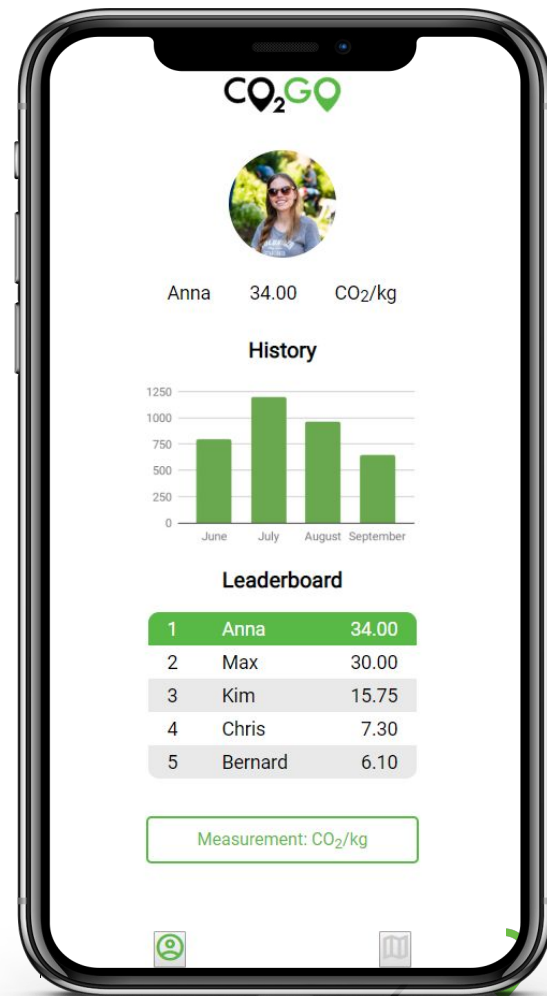 CO₂GO
Anna 34.00 CO₂/kg
History
1250
1000
750
500
250
0
June July August September
Leaderboard
1 Anna 34.00
2 Max 30.00
3 Kim 15.75
4 Chris 7.30
5 Bernard 6.10
Measurement: CO₂/kg